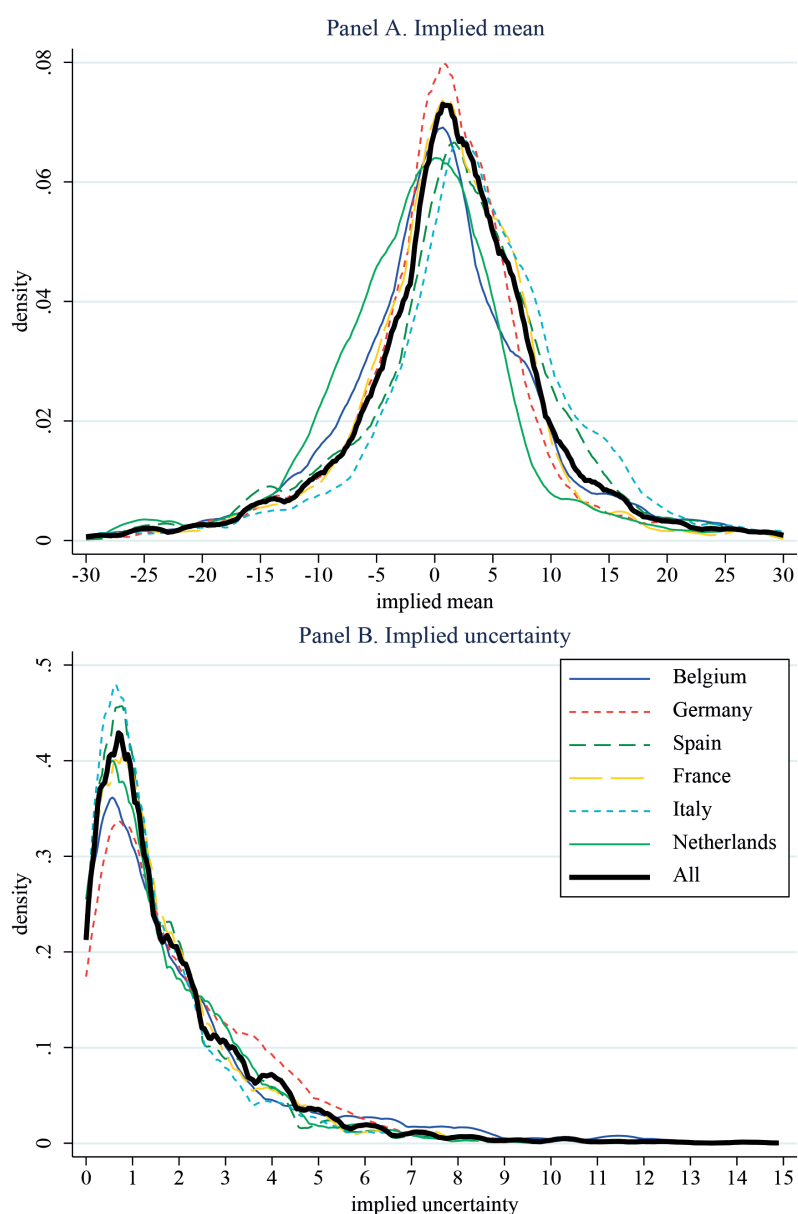 Panel A. Implied mean
.08
.06
.04
.02
0
density
-30 -25 -20 -15 -10 -5 0 5 10 15 20 25 30
implied mean
Panel B. Implied uncertainty
.5
.4
.3
.2
.1
0
density
Belgium
Germany
Spain
France
Italy
Netherlands
All
0 1 2 3 4 5 6 7 8 9 10 11 12 13 14 15
implied uncertainty